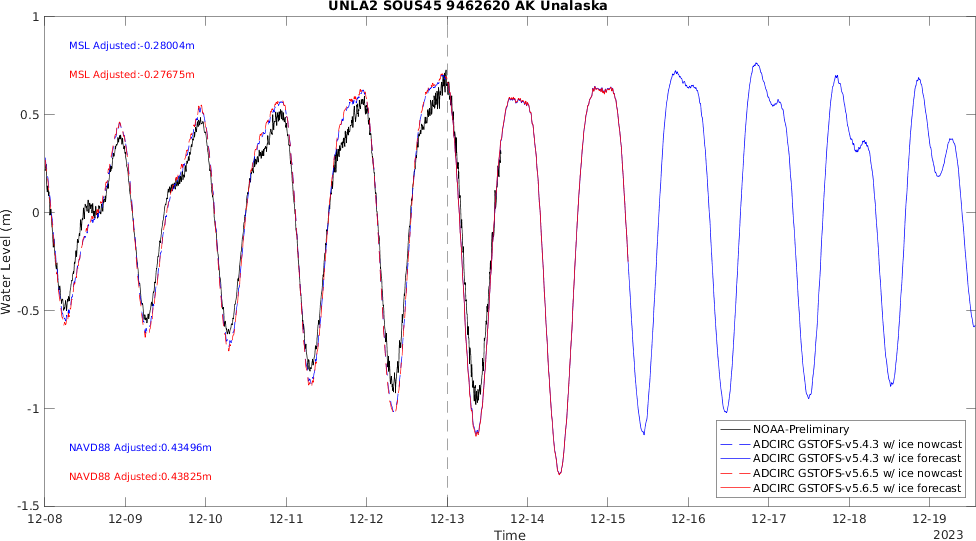 UNLA2 SOUS45 9462620 AK Unalaska
1
MSL Adjusted:-0.28004m
MSL Adjusted:-0.27675m
0.5
0
Water Level (m)
-0.5
-1
NAVD88 Adjusted:0.43496m
NAVD88 Adjusted:0.43825m
NOAA-Preliminary
ADCIRC GSTOFS-v5.4.3 w/ ice nowcast
ADCIRC GSTOFS-v5.4.3 w/ ice forecast
ADCIRC GSTOFS-v5.6.5 w/ ice nowcast
ADCIRC GSTOFS-v5.6.5 w/ ice forecast
-1.5
12-08 12-09 12-10 12-11 12-12 12-13 12-14 12-15 12-16 12-17 12-18 12-19
Time
2023